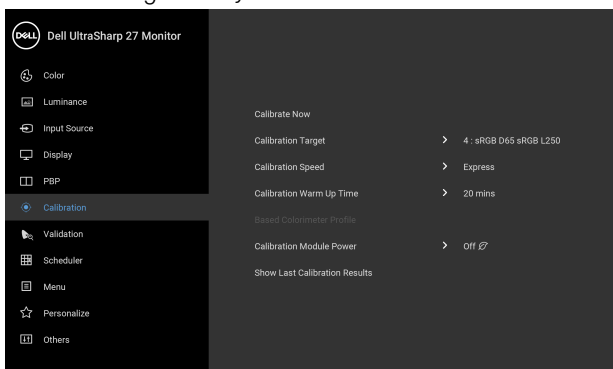 DELL
Dell UltraSharp 27 Monitor
Color
Luminance
Input Source
Display
PBP
Calibration
Validation
Scheduler
Menu
Personalize
Others
Calibrate Now
Calibration Target > 4 : sRGB D65 sRGB L250
Calibration Speed > Express
Calibration Warm Up Time > 20 mins
Based Colorimeter Profile
Calibration Module Power > Off
Show Last Calibration Results